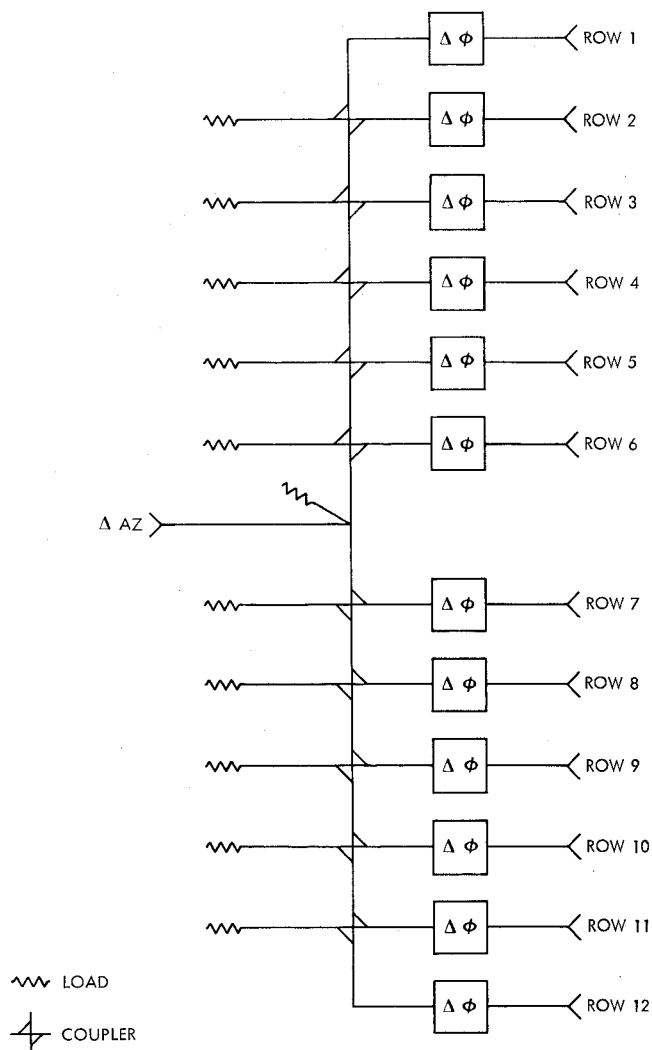 Δ ϕ ROW 1
Δ ϕ ROW 2
Δ ϕ ROW 3
Δ ϕ ROW 4
Δ ϕ ROW 5
Δ ϕ ROW 6
Δ AZ
Δ ϕ ROW 7
Δ ϕ ROW 8
Δ ϕ ROW 9
Δ ϕ ROW 10
Δ ϕ ROW 11
LOAD
Δ ϕ ROW 12
COUPLER